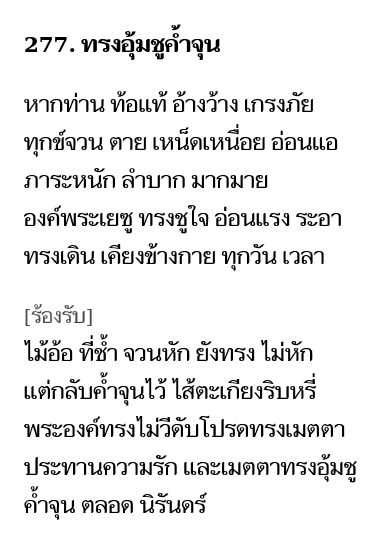 277. ทรงอุ้มชูค้ำจุน
หากท่าน ท้อแท้ อ้างว้าง เกรงภัย
ทุกข์จวน ตาย เหน็ดเหนื่อย อ่อนแอ
ภาระหนัก ลำบาก มากมาย
องค์พระเยซู ทรงชูใจ อ่อนแรง ระอา
ทรงเดิน เคียงข้างกาย ทุกวัน เวลา
[ร้องรับ]
ไม้อ้อ ที่ช้ำ จวนหัก ยังทรง ไม่หัก
แต่กลับค้ำจุนไว้ ไส้ตะเกียงริบหรี่
พระองค์ทรงไม่วีดับโปรดทรงเมตตา
ประทานความรัก และเมตตาทรงอุ้มชู
ค้ำจุน ตลอด นิรันดร์